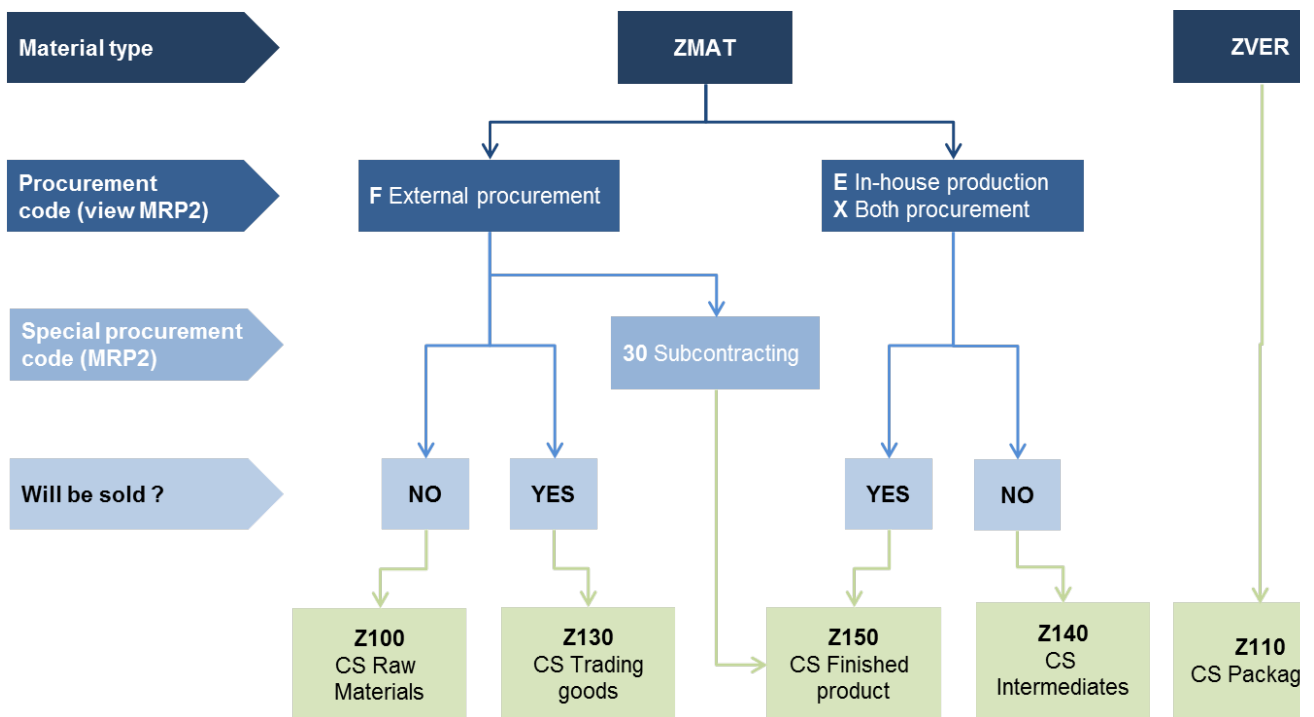 Material type
ZMAT
ZVER
Procurement
code (view MRP2)
F External procurement
E In-house production
X Both procurement
Special procurement
code (MRP2)
30 Subcontracting
Will be sold ?
NO
YES
YES
NO
Z100
CS Raw
Materials
Z130
CS Trading
goods
Z150
CS Finished
product
Z140
CS
Intermediates
Z110
CS Packag